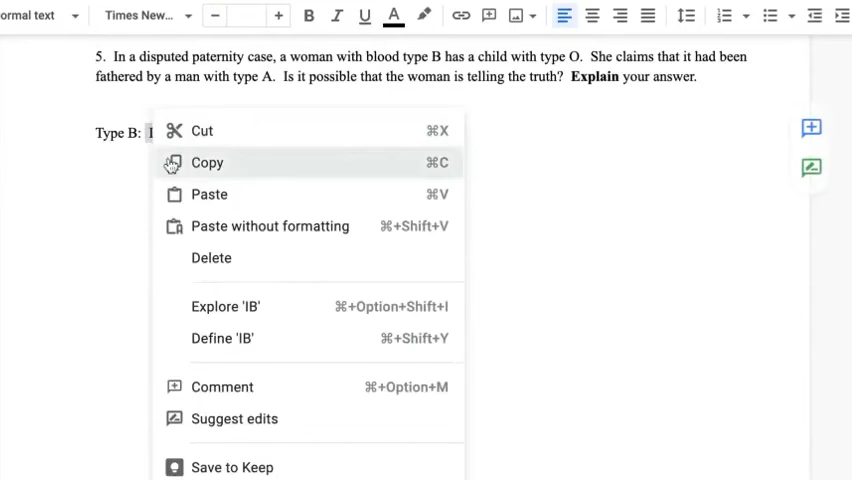 ormal text Times New... − + B I U A
5. In a disputed paternity case, a woman with blood type B has a child with type O. She claims that it had been
fathered by a man with type A. Is it possible that the woman is telling the truth? Explain your answer.
Type B: I
Cut ⌘X
Copy ⌘C
Paste ⌘V
Paste without formatting ⌘+Shift+V
Delete
Explore 'IB' ⌘+Option+Shift+I
Define 'IB' ⌘+Shift+Y
Comment ⌘+Option+M
Suggest edits
Save to Keep